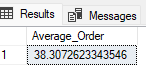 Results Messages
Average_Order
1 38.3072623343546